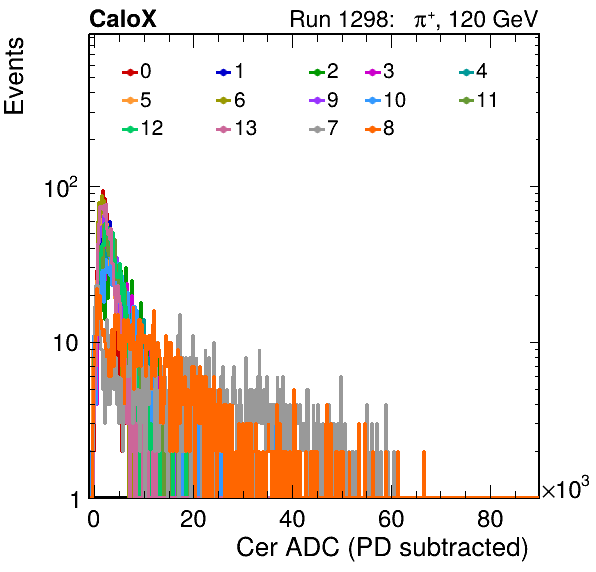 CaloX Run 1298: π⁺, 120 GeV
Events
0 1 2 3 4
5 6 9 10 11
12 13 7 8
10²
10
1
0 20 40 60 80 ×10³
Cer ADC (PD subtracted)